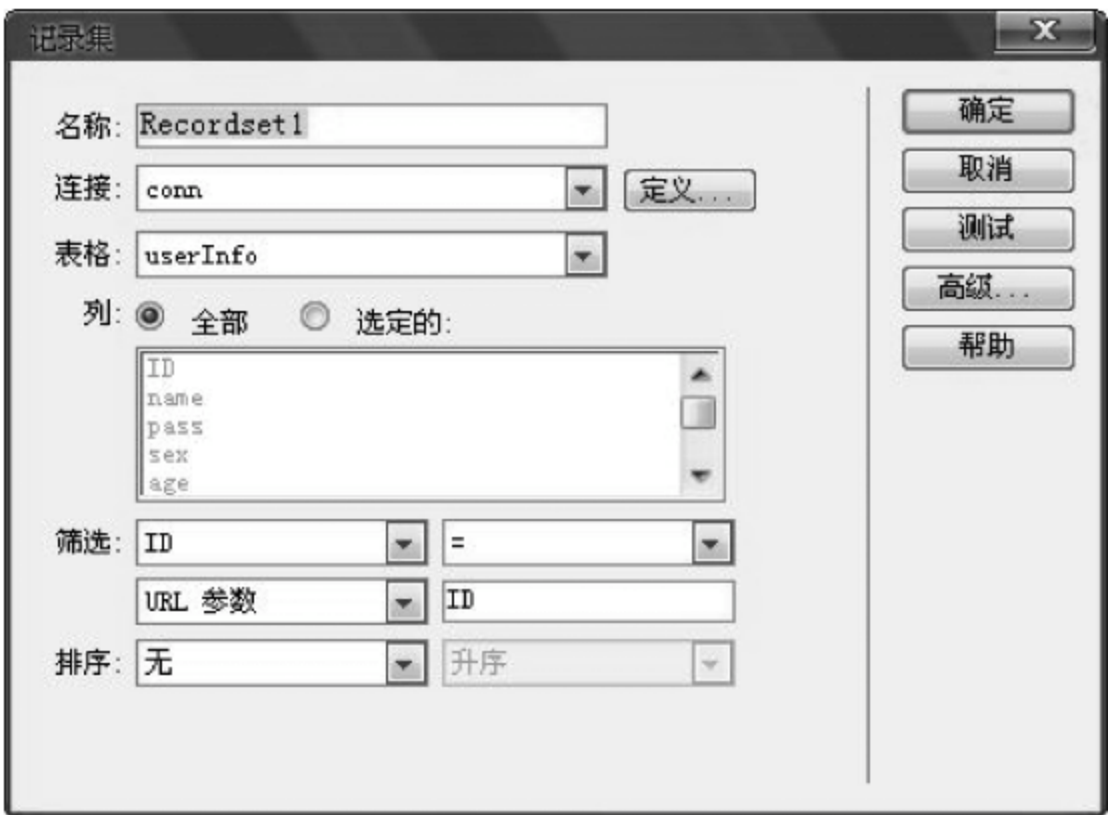 记录集
名称: Recordset1
连接: conn 定义...
表格: userInfo
列: 全部 选定的:
ID
name
pass
sex
age
筛选: ID =
URL 参数 ID
排序: 无 升序
确定
取消
测试
高级...
帮助